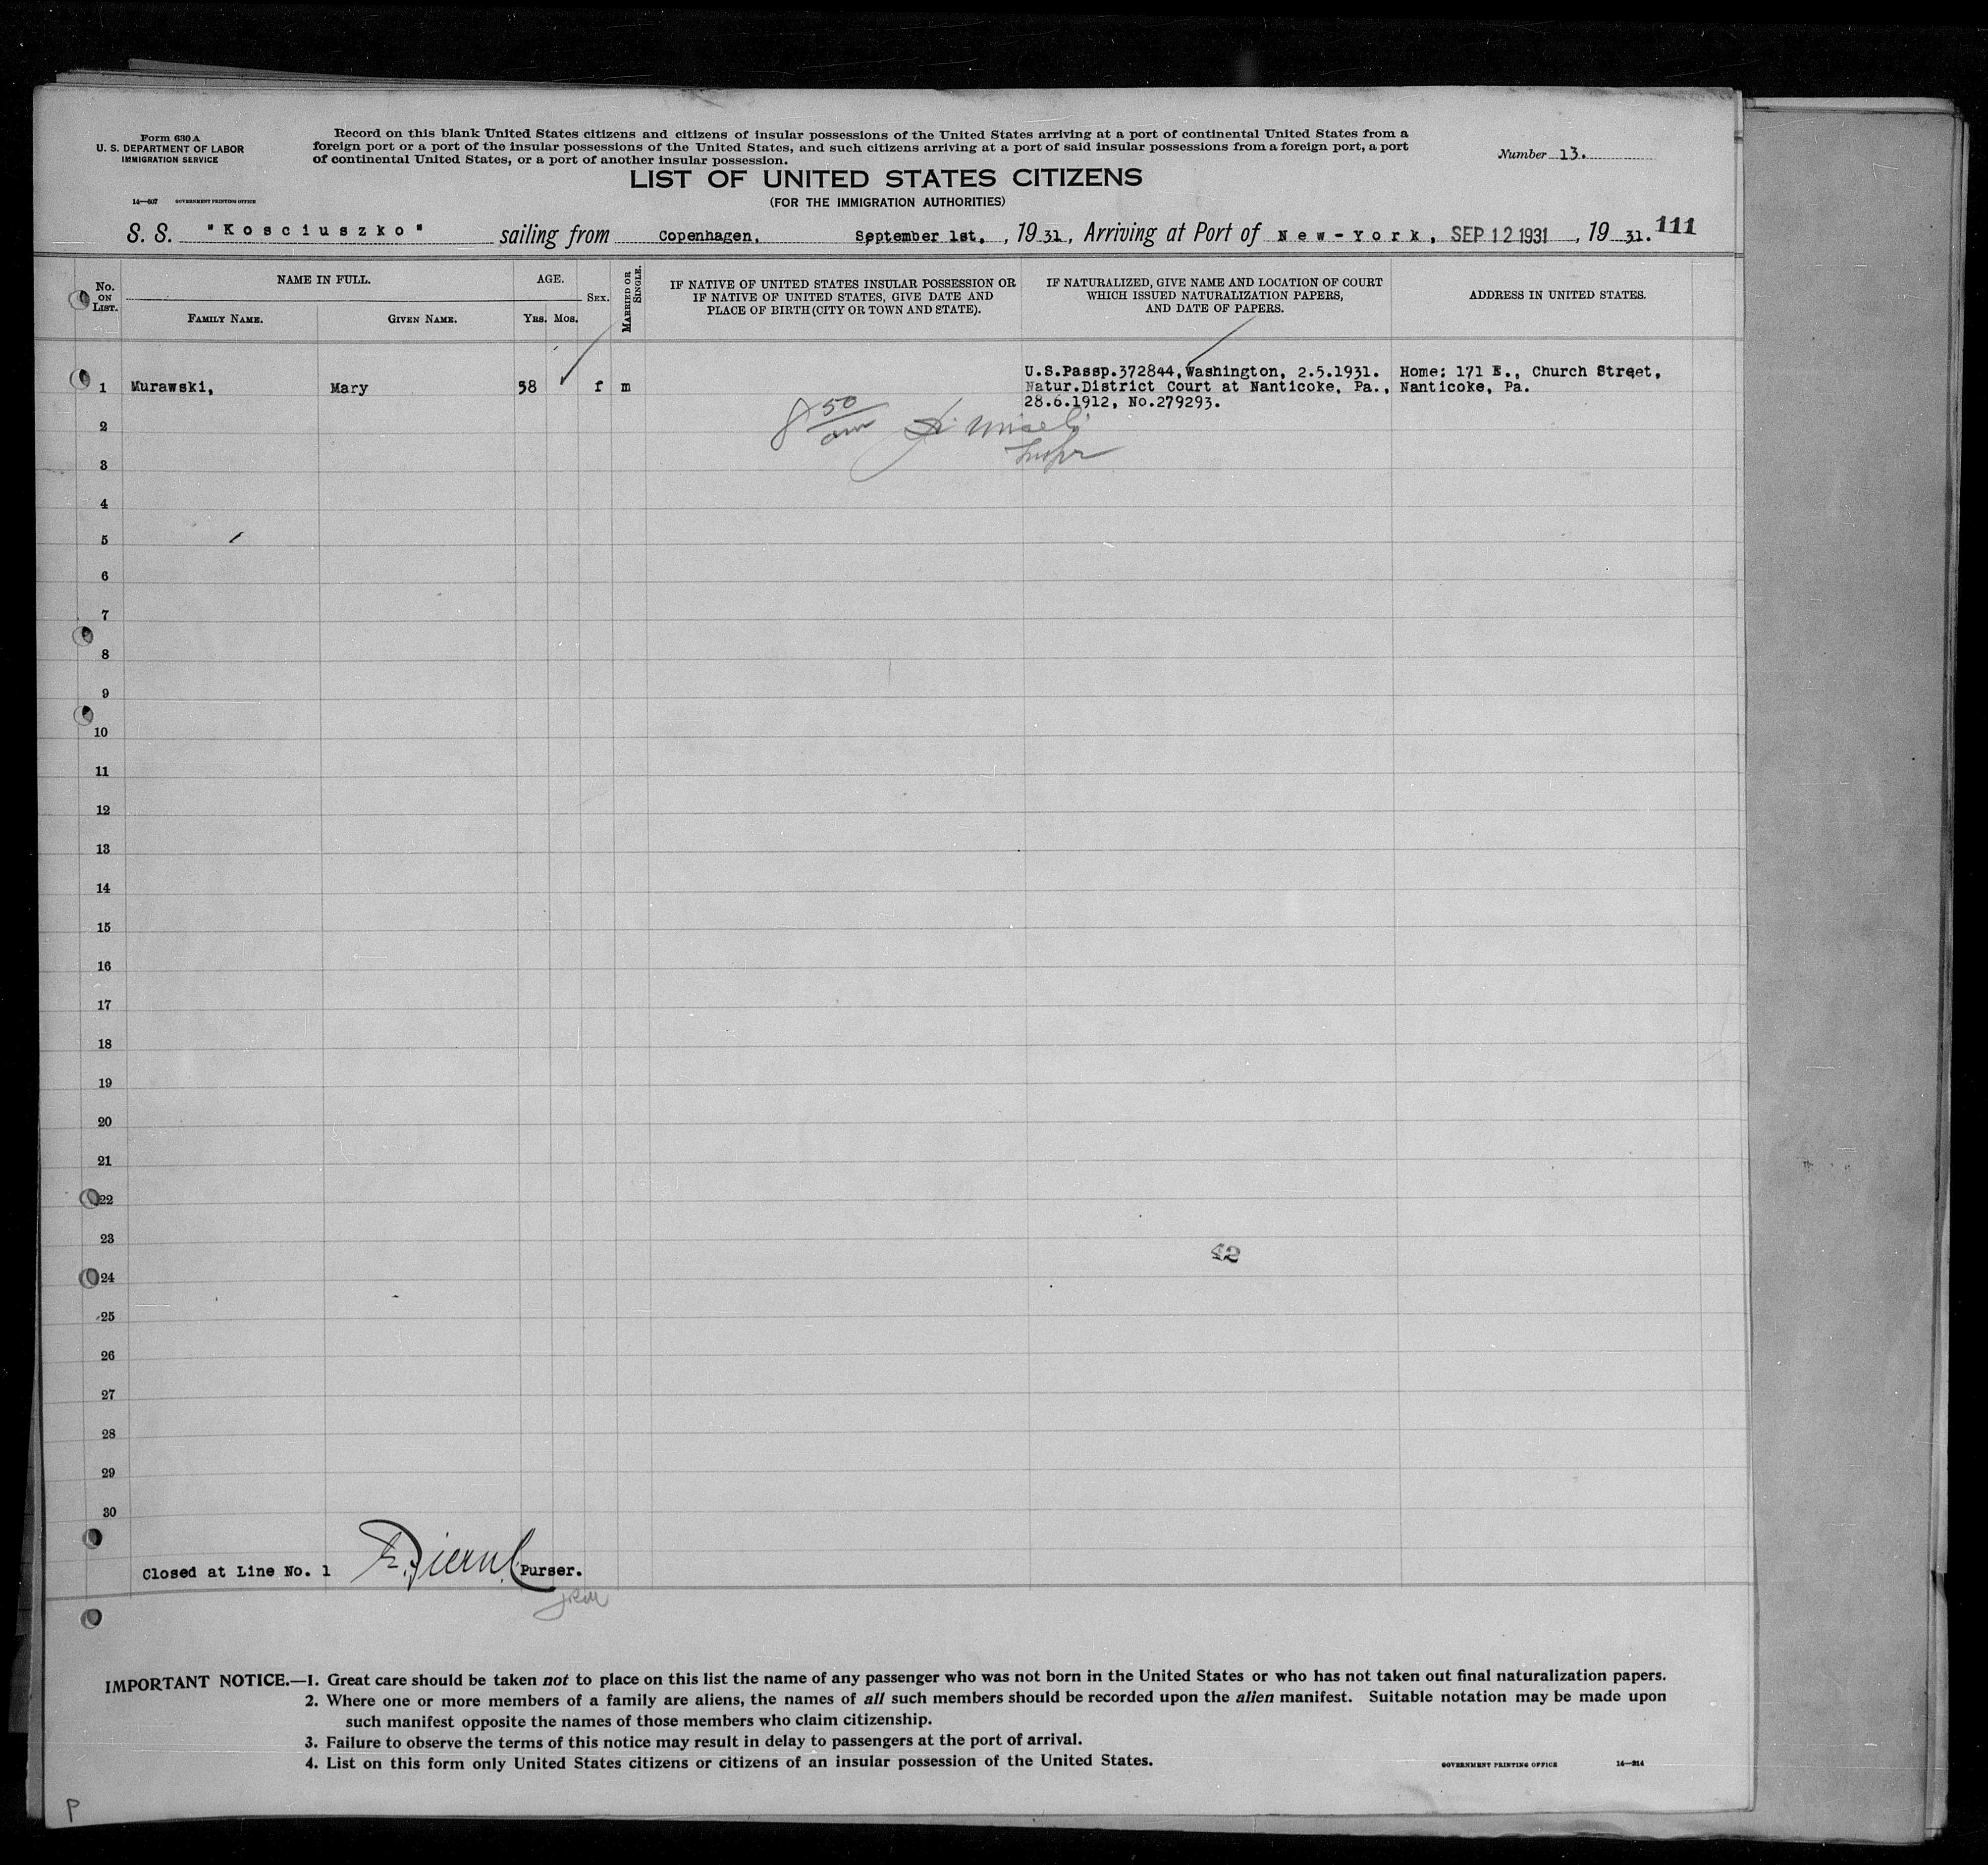 Form 630 A
U. S. DEPARTMENT OF LABOR
IMMIGRATION SERVICE
14—607 GOVERNMENT PRINTING OFFICE
Record on this blank United States citizens and citizens of insular possessions of the United States arriving at a port of continental United States from a
foreign port or a port of the insular possessions of the United States, and such citizens arriving at a port of said insular possessions from a foreign port, a port
of continental United States, or a port of another insular possession.
Number 13.
LIST OF UNITED STATES CITIZENS
(FOR THE IMMIGRATION AUTHORITIES)
S. S. "Kosciuszko" sailing from Copenhagen. September 1st. , 1931, Arriving at Port of New-York, SEP 12 1931 , 19 31. 111
No. ON LIST.
NAME IN FULL.
FAMILY NAME.
GIVEN NAME.
AGE.
YRS. MOS.
SEX.
MARRIED OR SINGLE.
IF NATIVE OF UNITED STATES INSULAR POSSESSION OR
IF NATIVE OF UNITED STATES, GIVE DATE AND
PLACE OF BIRTH (CITY OR TOWN AND STATE).
IF NATURALIZED, GIVE NAME AND LOCATION OF COURT
WHICH ISSUED NATURALIZATION PAPERS,
AND DATE OF PAPERS.
ADDRESS IN UNITED STATES.
1 Murawski, Mary 38 f m
U.S.Passp.372844,Washington, 2.5.1931.
Natur.District Court at Nanticoke, Pa.,
28.6.1912, No.279293.
Home: 171 E., Church Street,
Nanticoke, Pa.
8 50 am
Inspr
2
3
4
5
6
7
8
9
10
11
12
13
14
15
16
17
18
19
20
21
22
23
42
24
25
26
27
28
29
30
Closed at Line No. 1 Purser.
IMPORTANT NOTICE.—1. Great care should be taken not to place on this list the name of any passenger who was not born in the United States or who has not taken out final naturalization papers.
2. Where one or more members of a family are aliens, the names of all such members should be recorded upon the alien manifest. Suitable notation may be made upon
such manifest opposite the names of those members who claim citizenship.
3. Failure to observe the terms of this notice may result in delay to passengers at the port of arrival.
4. List on this form only United States citizens or citizens of an insular possession of the United States.
GOVERNMENT PRINTING OFFICE 14—314
P